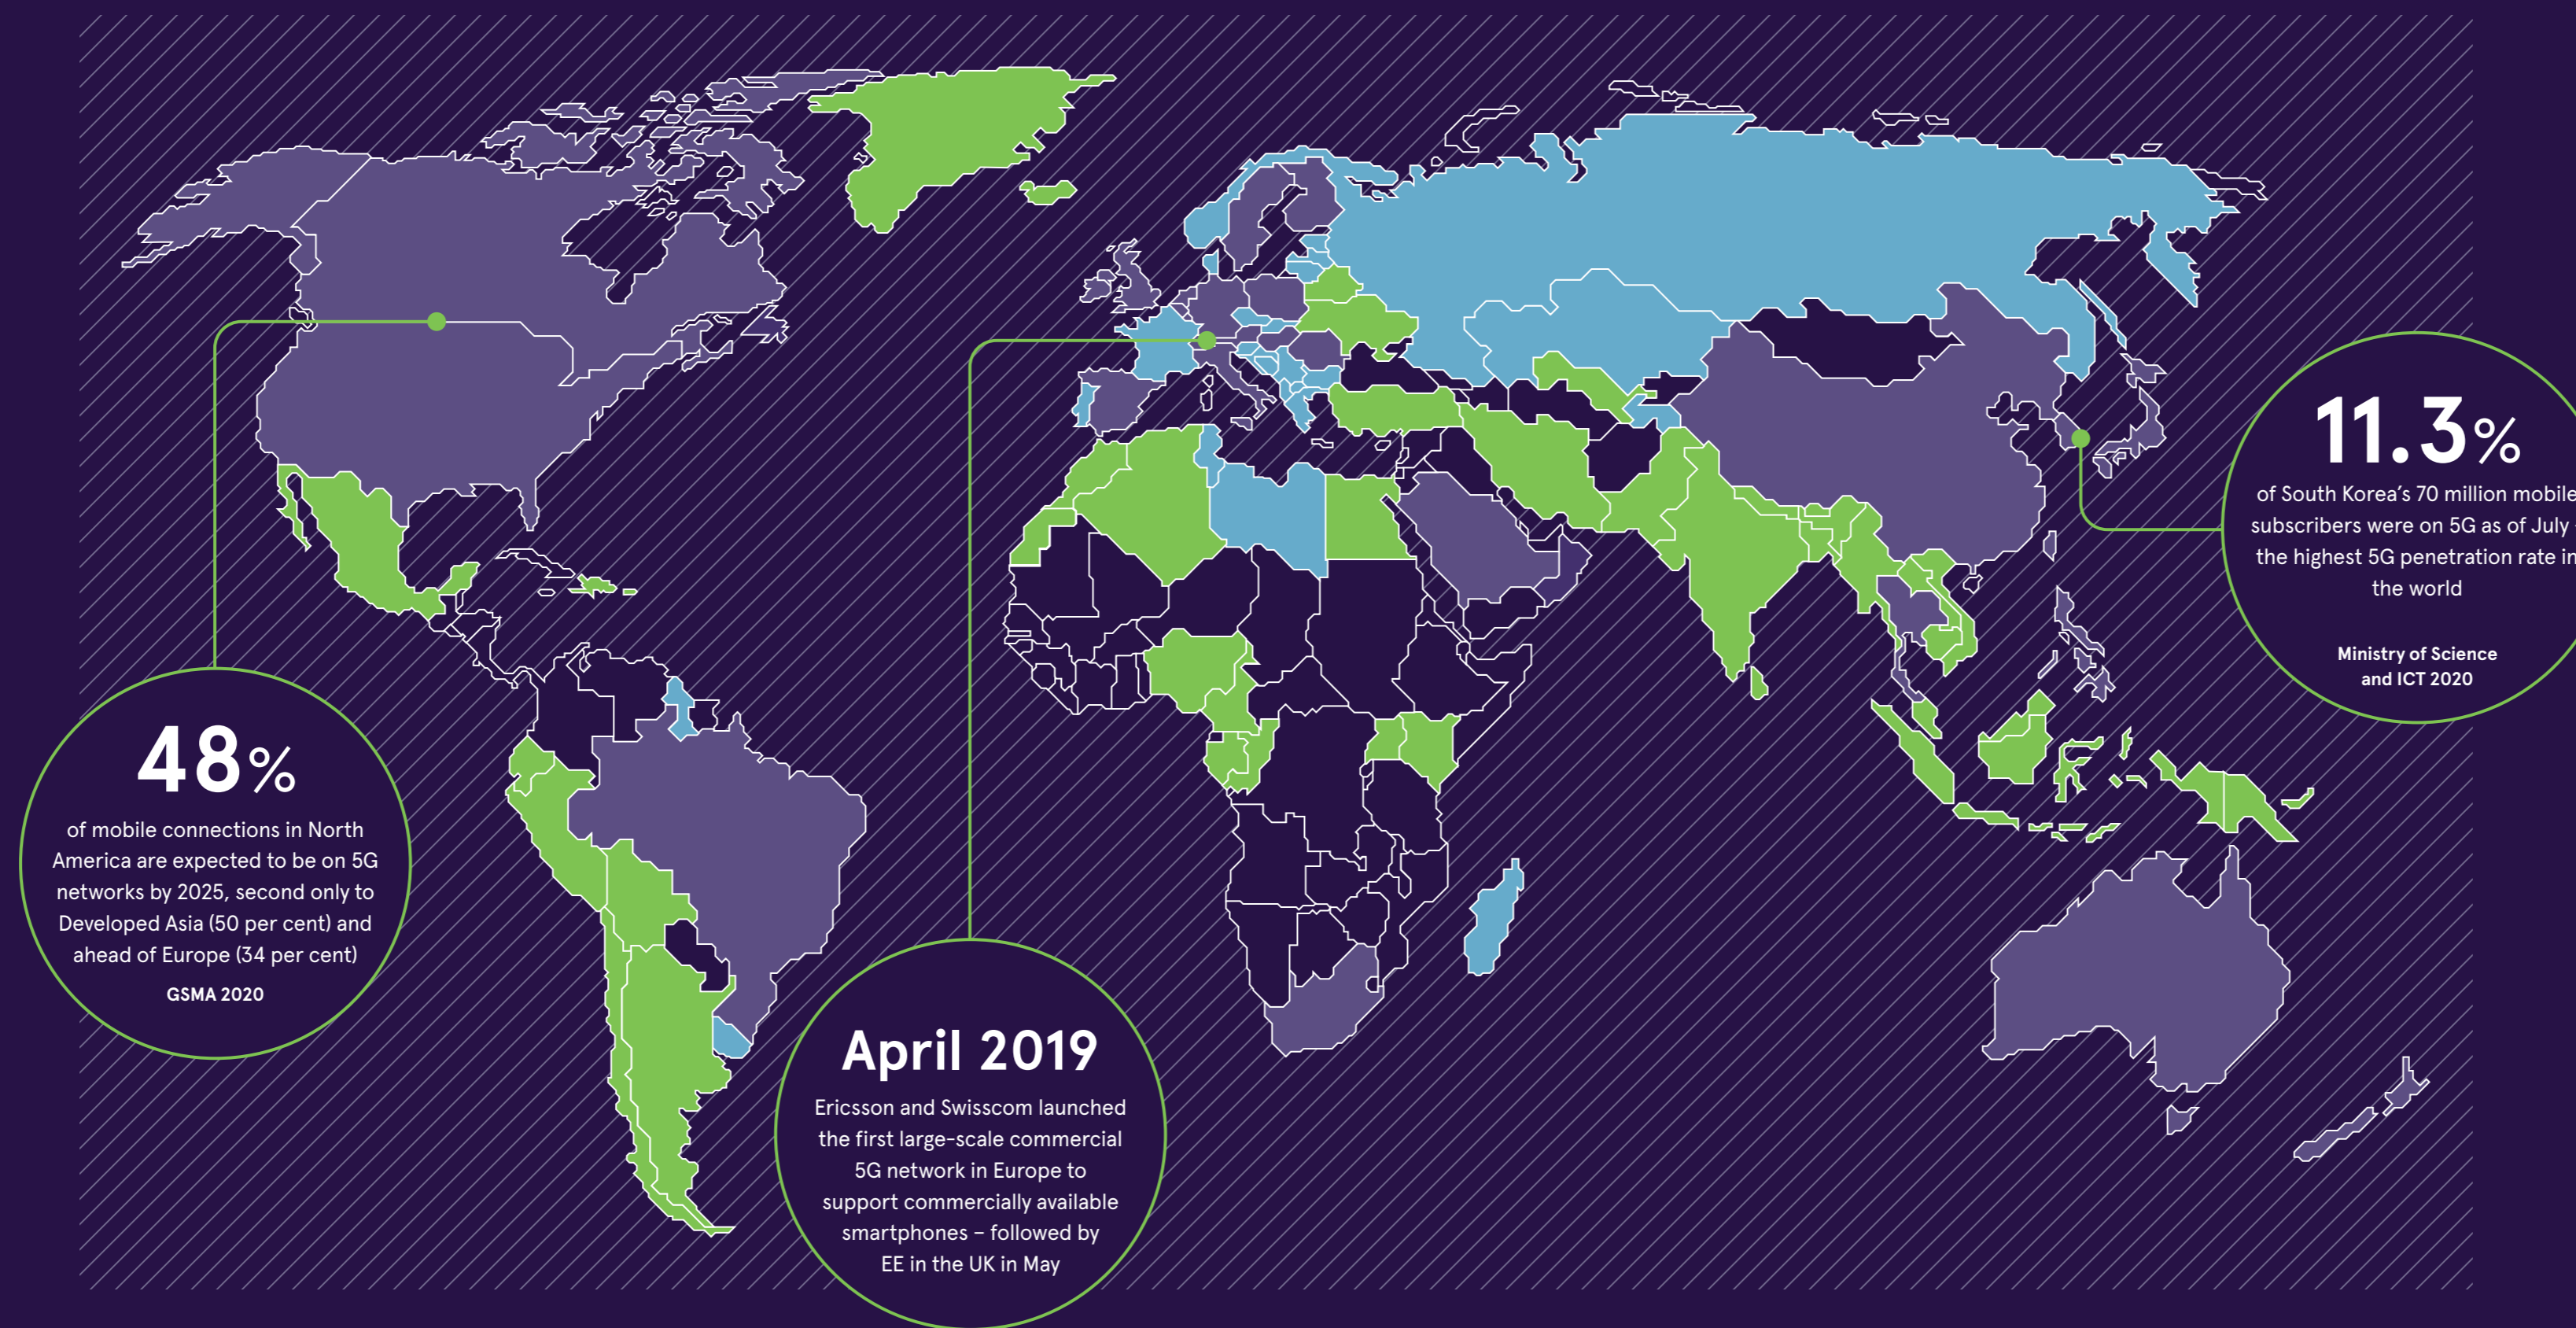 48%
of mobile connections in North
America are expected to be on 5G
networks by 2025, second only to
Developed Asia (50 per cent) and
ahead of Europe (34 per cent)
GSMA 2020
April 2019
Ericsson and Swisscom launched
the first large-scale commercial
5G network in Europe to
support commercially available
smartphones – followed by
EE in the UK in May
11.3%
of South Korea’s 70 million mobile
subscribers were on 5G as of July
the highest 5G penetration rate in
the world
Ministry of Science
and ICT 2020